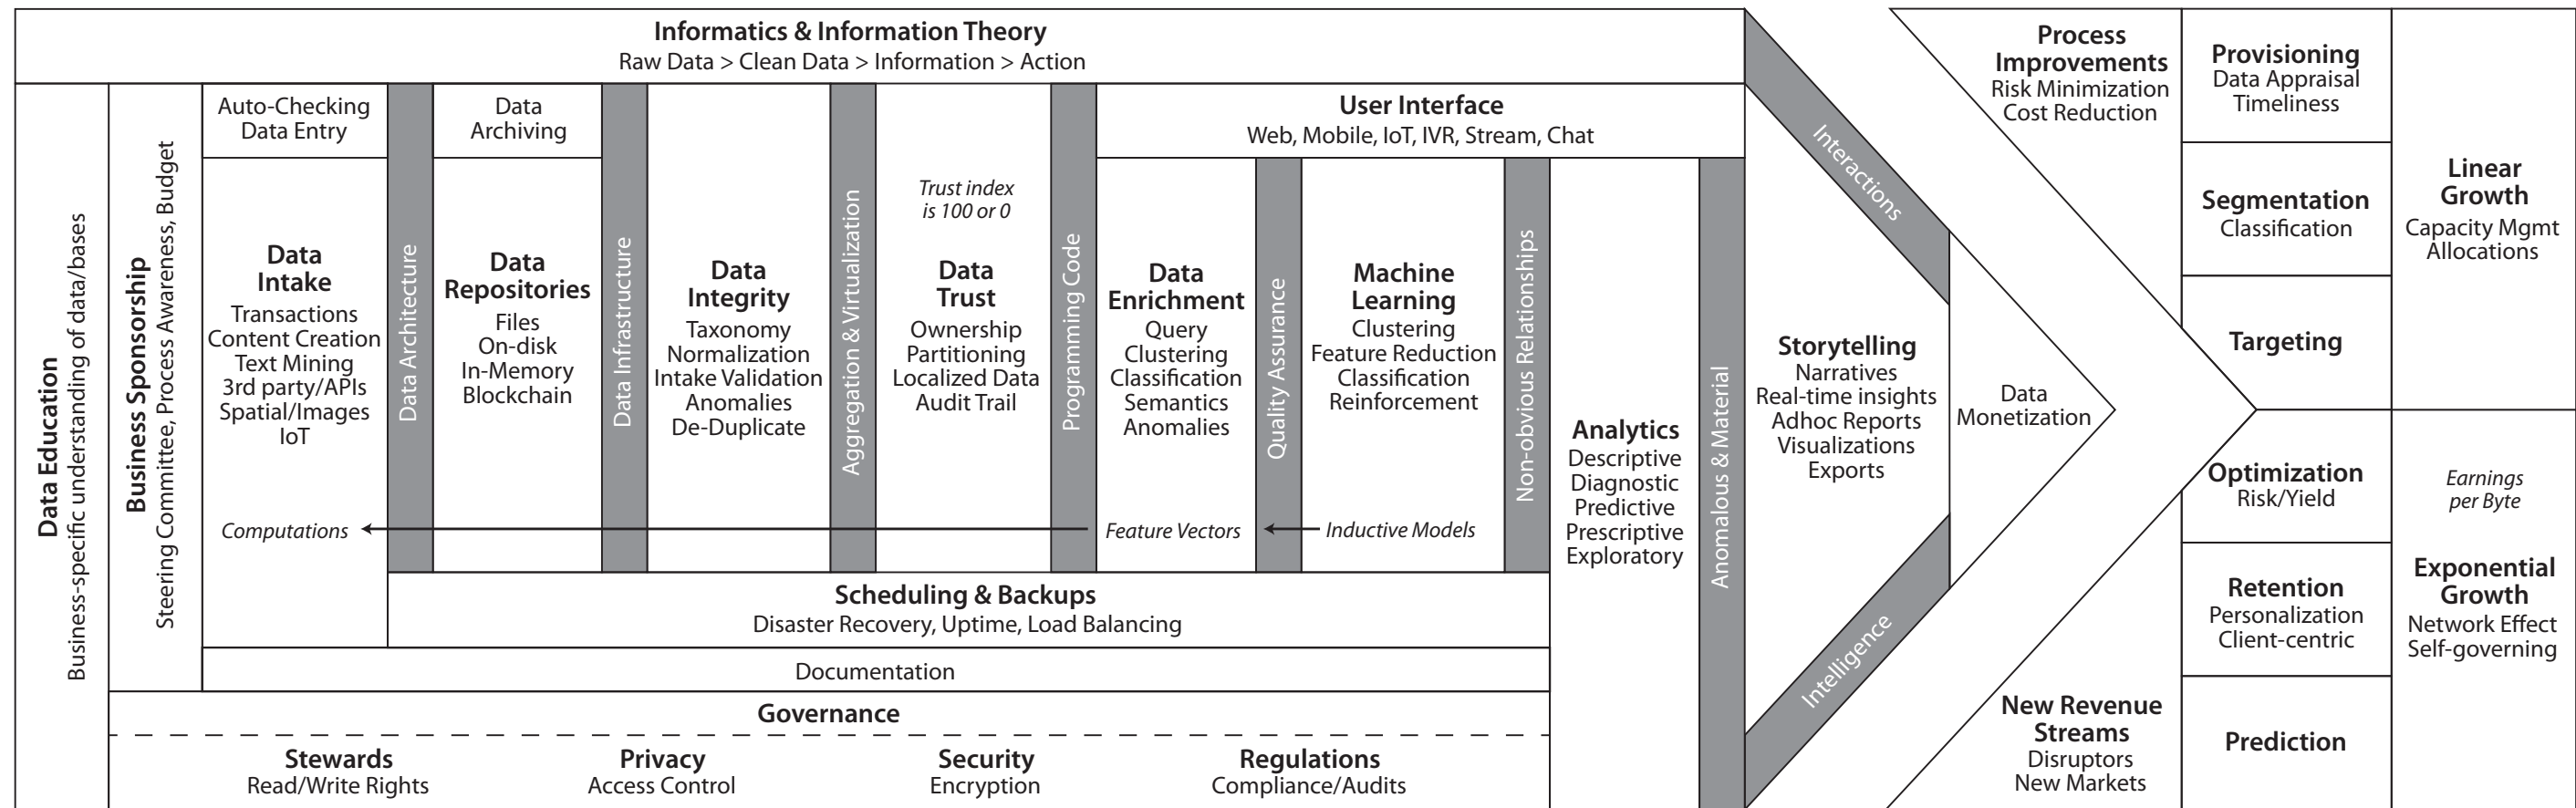 Informatics & Information Theory
Raw Data > Clean Data > Information > Action
Data Education
Business-specific understanding of data/bases
Business Sponsorship
Steering Committee, Process Awareness, Budget
Auto-Checking
Data Entry
Data
Intake
Transactions
Content Creation
Text Mining
3rd party/APIs
Spatial/Images
IoT
Computations
Data Architecture
Data
Archiving
Data
Repositories
Files
On-disk
In-Memory
Blockchain
Data Infrastructure
Data
Integrity
Taxonomy
Normalization
Intake Validation
Anomalies
De-Duplicate
Aggregation & Virtualization
Trust index
is 100 or 0
Data
Trust
Ownership
Partitioning
Localized Data
Audit Trail
Programming Code
User Interface
Web, Mobile, IoT, IVR, Stream, Chat
Data
Enrichment
Query
Clustering
Classification
Semantics
Anomalies
Feature Vectors
Quality Assurance
Machine
Learning
Clustering
Feature Reduction
Classification
Reinforcement
Inductive Models
Non-obvious Relationships
Analytics
Descriptive
Diagnostic
Predictive
Prescriptive
Exploratory
Anomalous & Material
Scheduling & Backups
Disaster Recovery, Uptime, Load Balancing
Documentation
Governance
Stewards
Read/Write Rights
Privacy
Access Control
Security
Encryption
Regulations
Compliance/Audits
Interactions
Storytelling
Narratives
Real-time insights
Adhoc Reports
Visualizations
Exports
Intelligence
Data
Monetization
Process
Improvements
Risk Minimization
Cost Reduction
New Revenue
Streams
Disruptors
New Markets
Provisioning
Data Appraisal
Timeliness
Segmentation
Classification
Targeting
Optimization
Risk/Yield
Retention
Personalization
Client-centric
Prediction
Linear
Growth
Capacity Mgmt
Allocations
Earnings
per Byte
Exponential
Growth
Network Effect
Self-governing